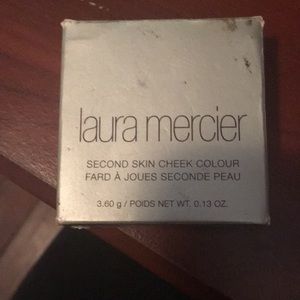 laura mercier
SECOND SKIN CHEEK COLOUR
FARD À JOUES SECONDE PEAU
3.60 g / POIDS NET WT. 0.13 OZ.